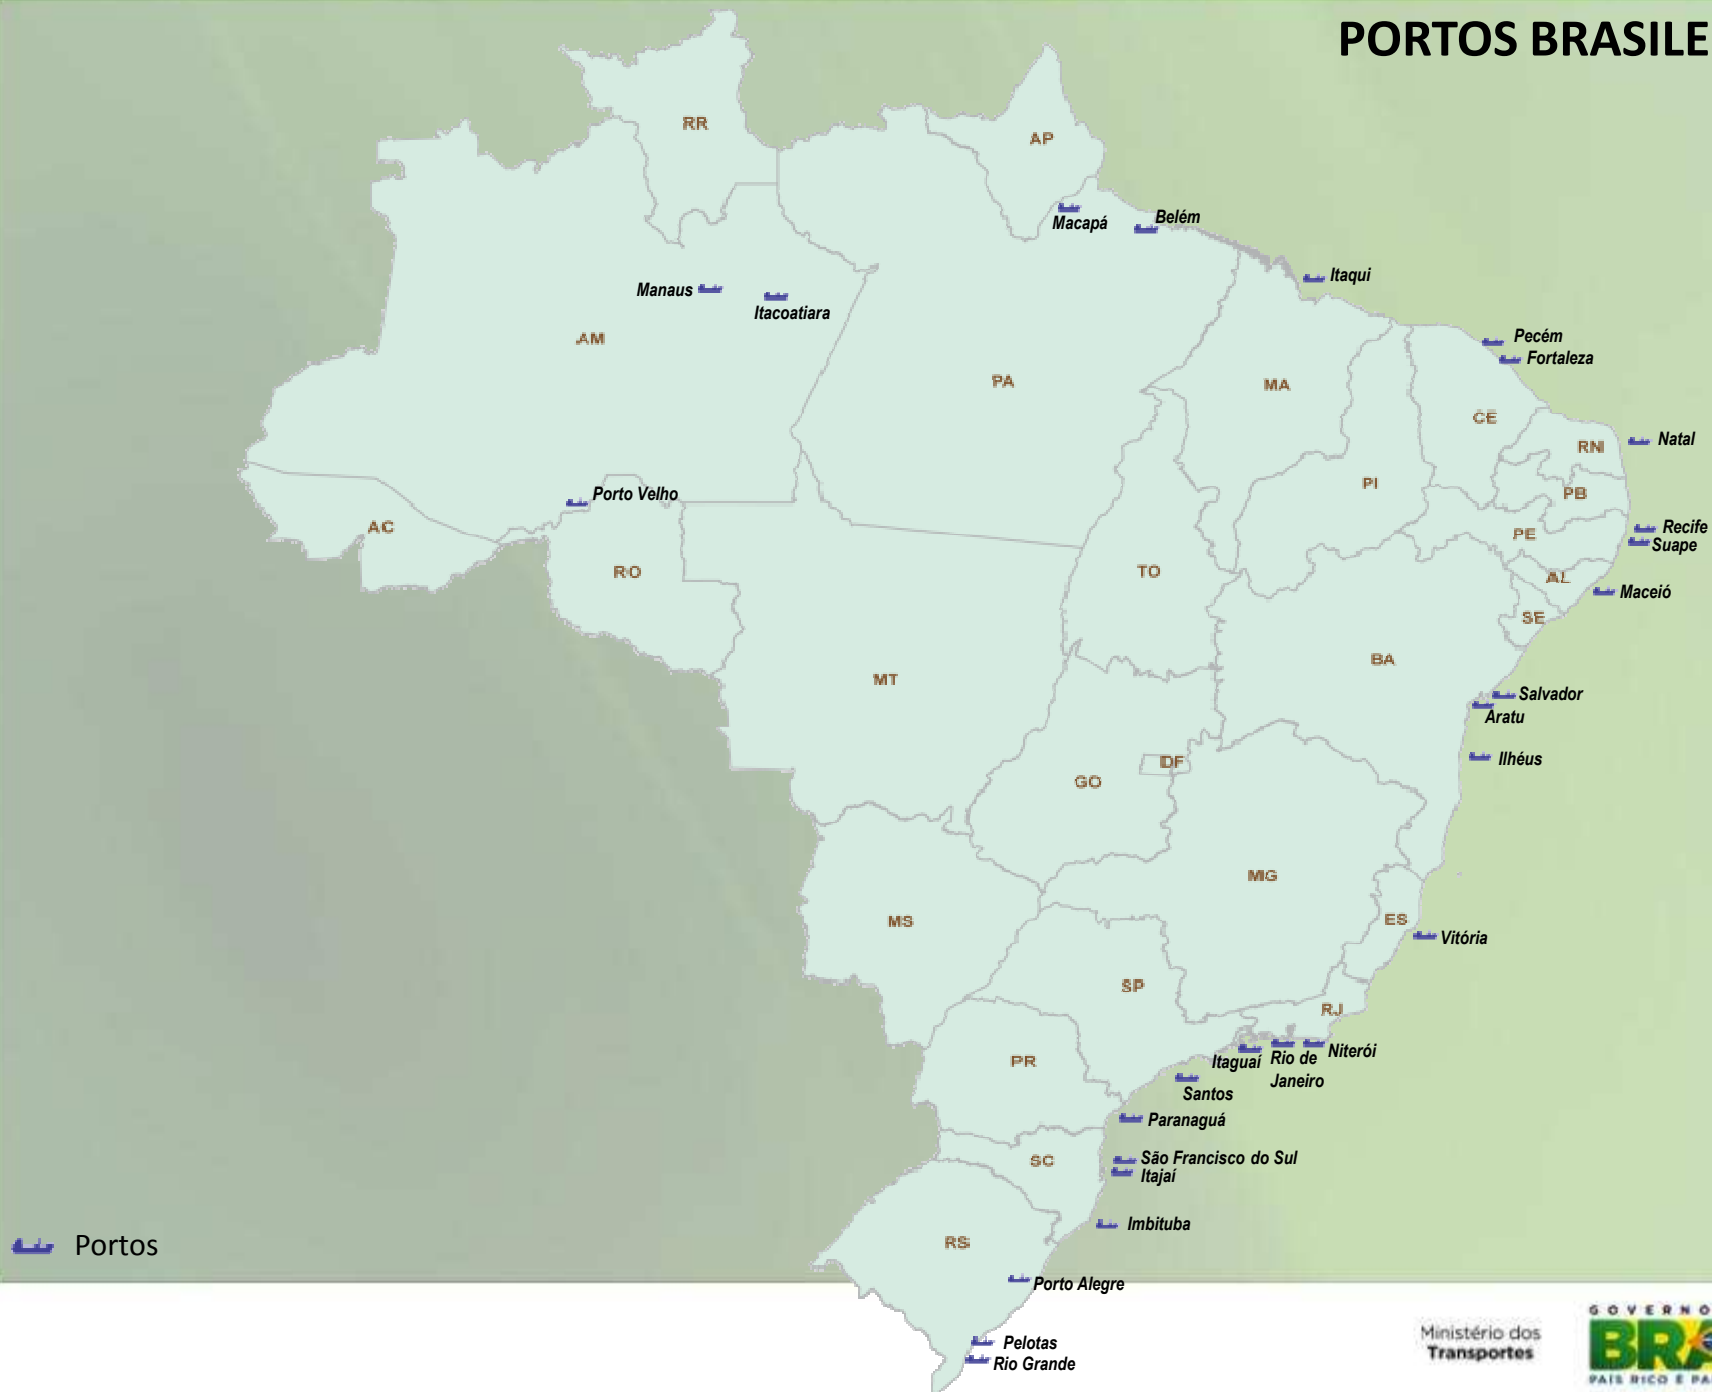 PORTOS BRASILE
RR
AP
Macapá
Belém
Itaqui
Manaus
Itacoatiara
AM
Pecém
Fortaleza
PA
MA
CE
RN
Natal
PI
PB
Porto Velho
AC
Recife
PE
Suape
RO
TO
AL
Maceió
SE
BA
MT
Salvador
Aratu
Ilhéus
DF
GO
MG
MS
ES
Vitória
SP
RJ
Itaguaí
Rio de
Janeiro
Niterói
PR
Santos
Paranaguá
São Francisco do Sul
SC
Itajaí
Imbituba
RS
Portos
Porto Alegre
Pelotas
Rio Grande
Ministério dos
Transportes
GOVERNO
BRA
PAÍS RICO É PA